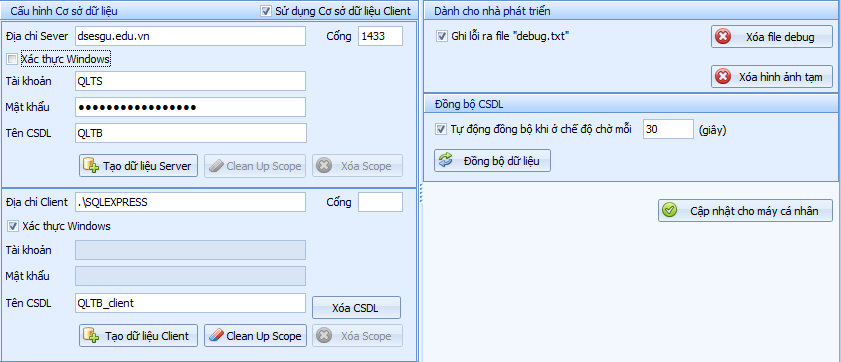 Cấu hình Cơ sở dữ liệu
Sử dụng Cơ sở dữ liệu Client
Địa chỉ Sever
dsesgu.edu.vn
Cổng
1433
Xác thực Windows
Tài khoản
QLTS
Mật khẩu
●●●●●●●●●●●●●●●●●
Tên CSDL
QLTB
Tạo dữ liệu Server
Clean Up Scope
Xóa Scope
Địa chỉ Client
.\SQLEXPRESS
Cổng
Xác thực Windows
Tài khoản
Mật khẩu
Tên CSDL
QLTB_client
Xóa CSDL
Tạo dữ liệu Client
Clean Up Scope
Xóa Scope
Dành cho nhà phát triển
Ghi lỗi ra file "debug.txt"
Xóa file debug
Xóa hình ảnh tạm
Đồng bộ CSDL
Tự động đồng bộ khi ở chế độ chờ mỗi
30
(giây)
Đồng bộ dữ liệu
Cập nhật cho máy cá nhân